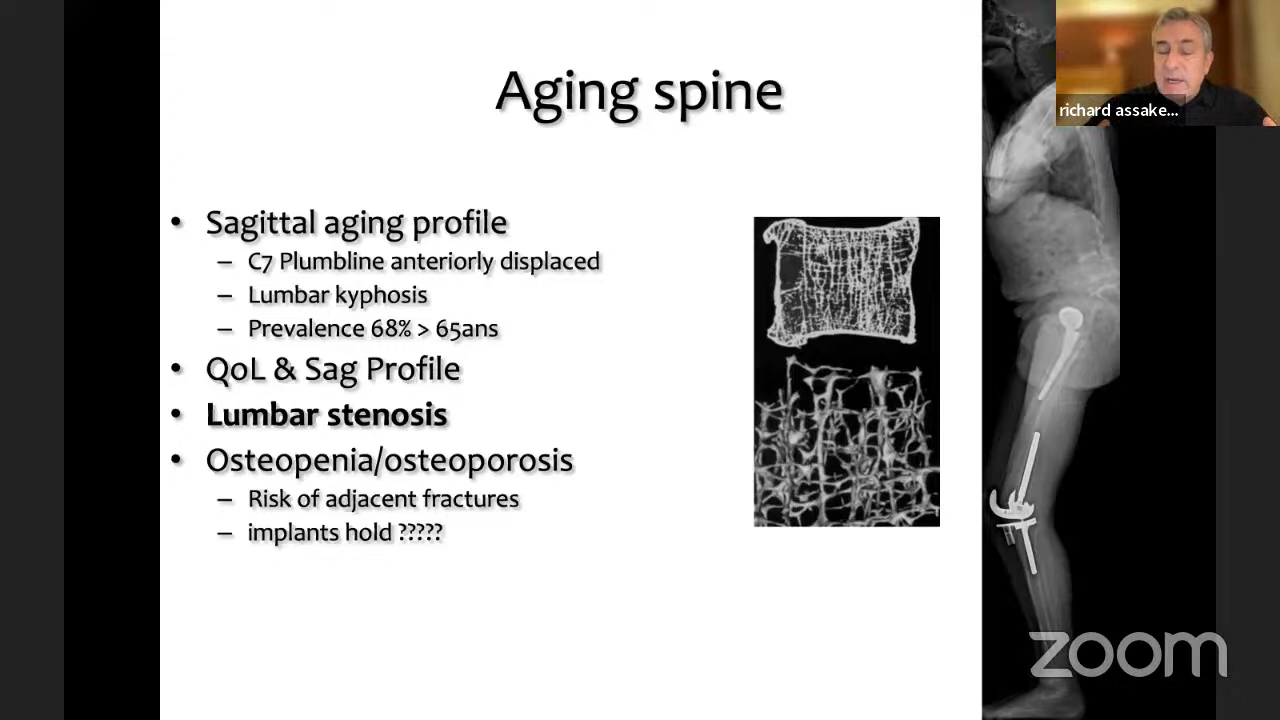 Aging spine
richard assake...
• Sagittal aging profile
– C7 Plumbline anteriorly displaced
– Lumbar kyphosis
– Prevalence 68% > 65ans
• QoL & Sag Profile
• Lumbar stenosis
• Osteopenia/osteoporosis
– Risk of adjacent fractures
– implants hold ?????
zoom